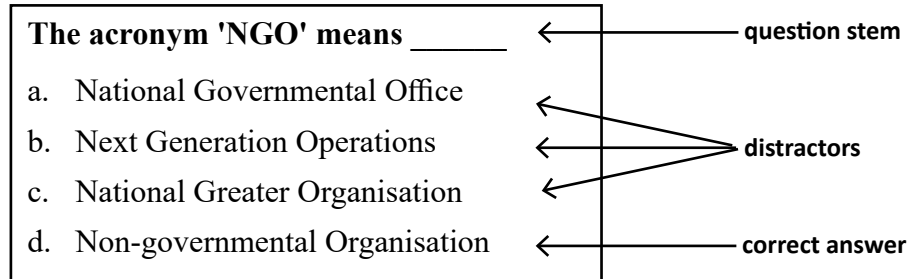 The acronym 'NGO' means ______ question stem
a. National Governmental Office
b. Next Generation Operations distractors
c. National Greater Organisation
d. Non-governmental Organisation correct answer